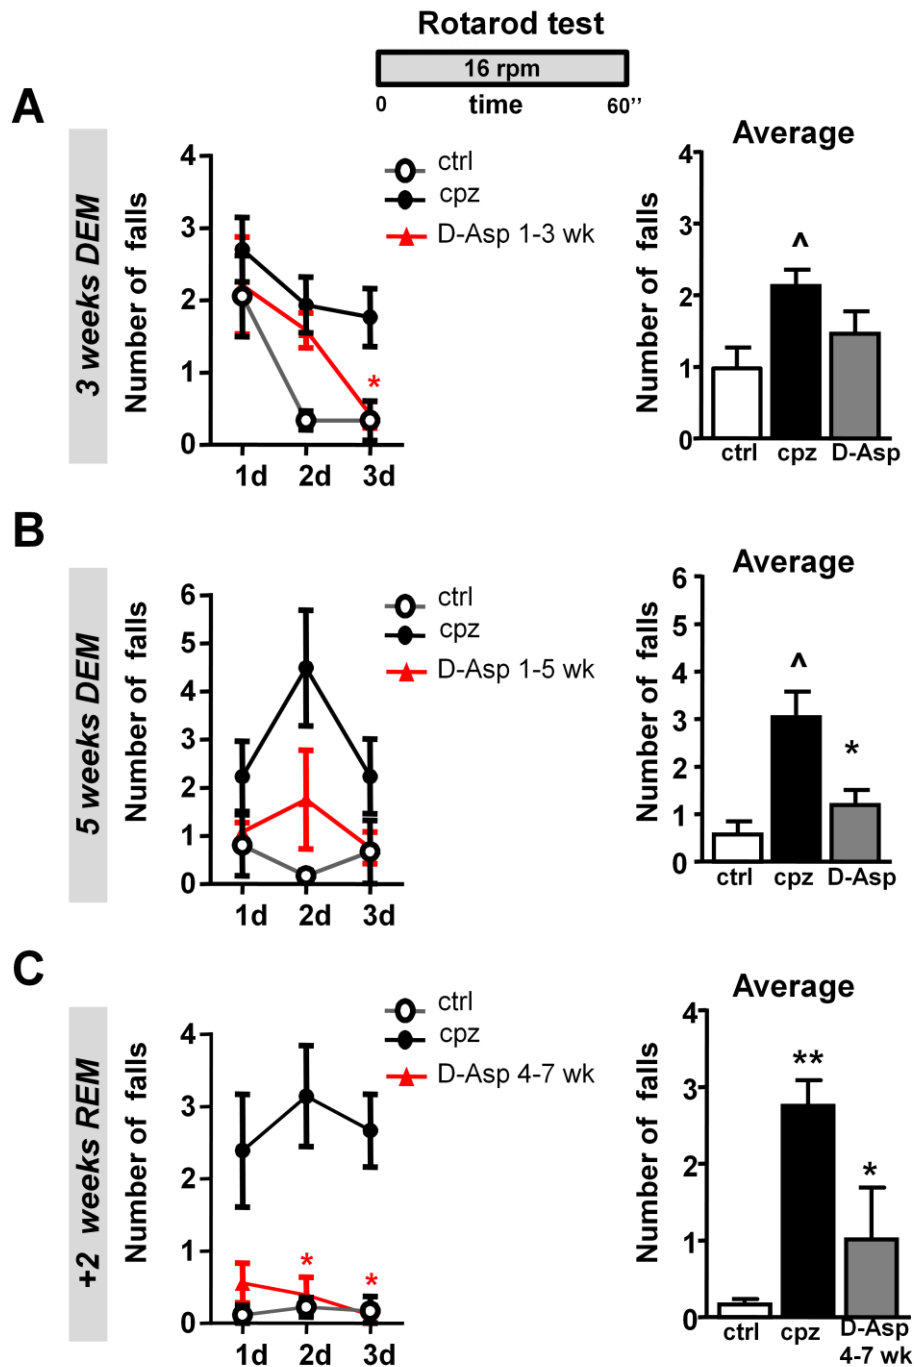 Rotarod test
16 rpm
0 time 60’’
A
3 weeks DEM
Number of falls
4
3
2
1
0
1d 2d 3d
*
ctrl
cpz
D-Asp 1-3 wk
Average
Number of falls
4
3
2
1
0
^
ctrl cpz D-Asp
B
5 weeks DEM
Number of falls
6
5
4
3
2
1
0
1d 2d 3d
ctrl
cpz
D-Asp 1-5 wk
Average
Number of falls
6
5
4
3
2
1
0
^
*
ctrl cpz D-Asp
C
+2 weeks REM
Number of falls
4
3
2
1
0
* *
1d 2d 3d
ctrl
cpz
D-Asp 4-7 wk
Average
Number of falls
4
3
2
1
0
**
*
ctrl cpz D-Asp
4-7 wk